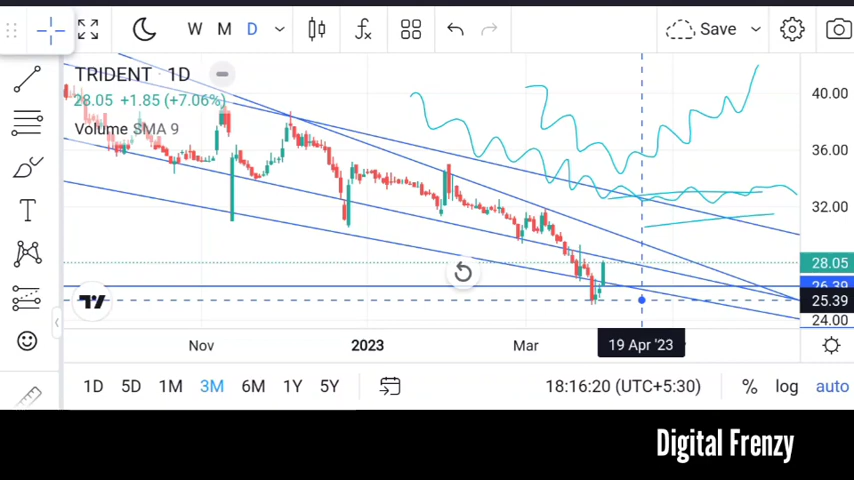 W M D
Save
TRIDENT · 1D
28.05 +1.85 (+7.06%)
Volume SMA 9
40.00
36.00
32.00
28.05
26.39
25.39
24.00
Nov 2023 Mar 19 Apr '23
1D 5D 1M 3M 6M 1Y 5Y
18:16:20 (UTC+5:30) % log auto
Digital Frenzy